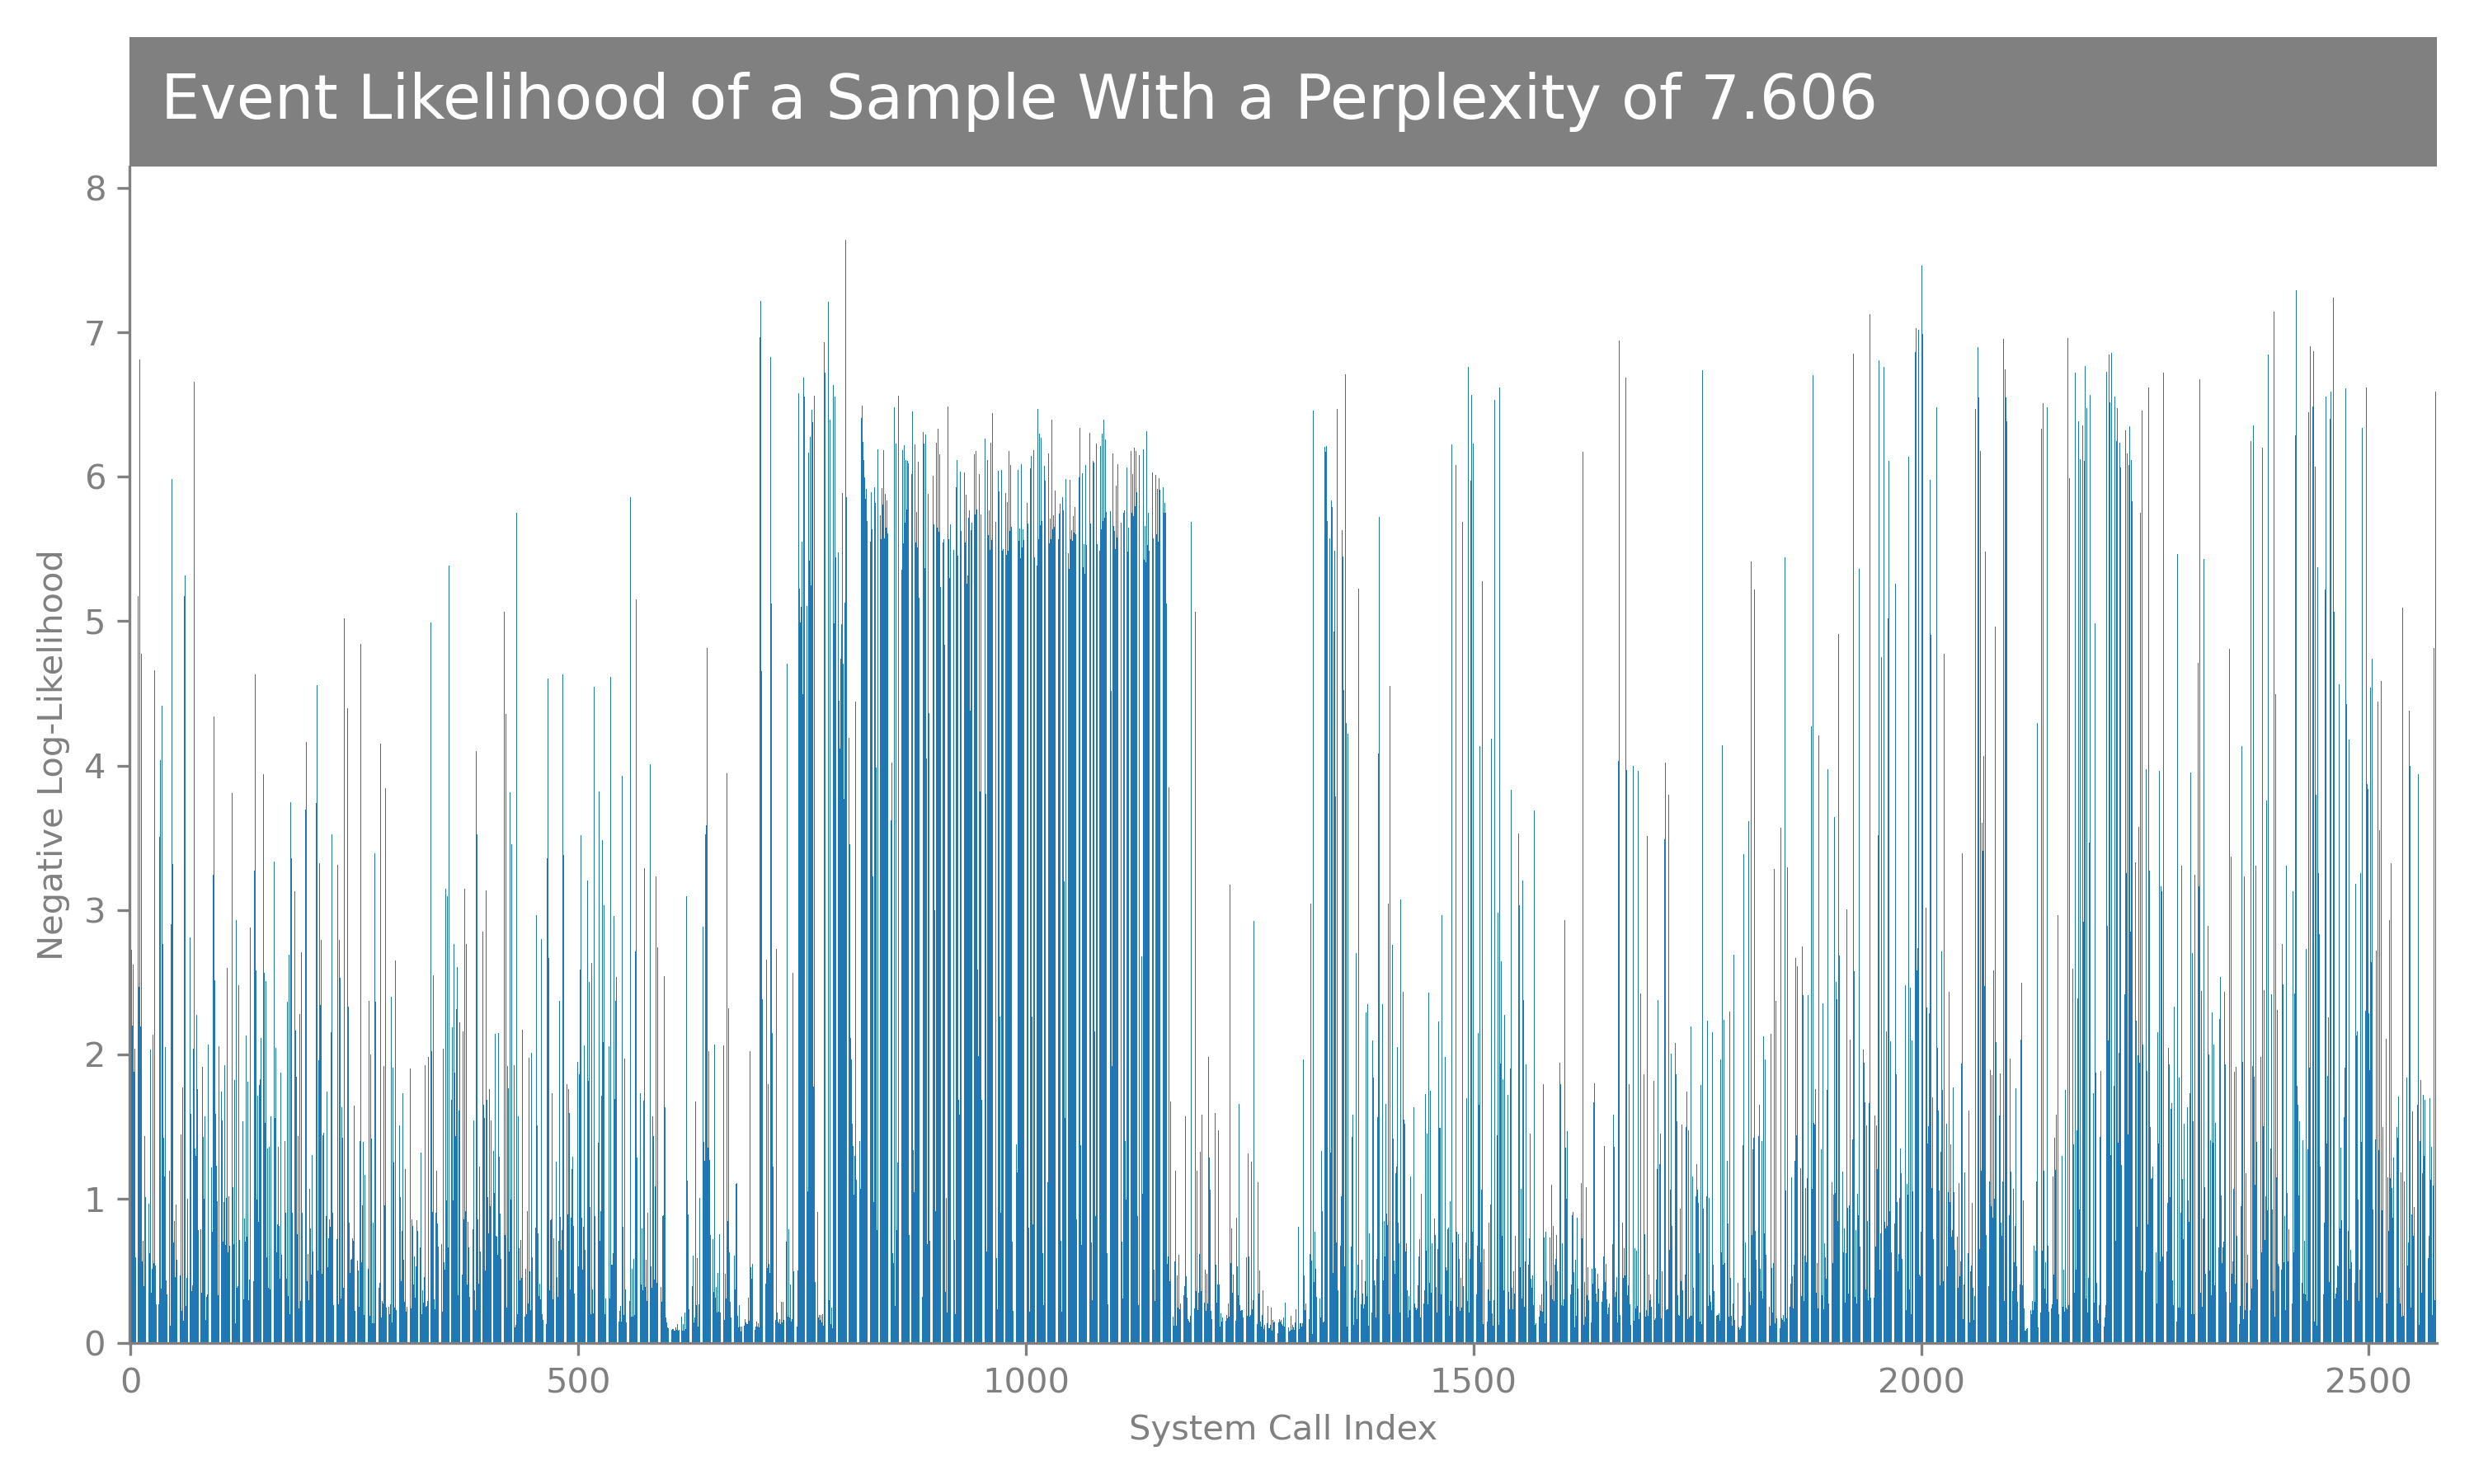 Event Likelihood of a Sample With a Perplexity of 7.606
8
7
6
5
4
3
2
1
0
Negative Log-Likelihood
0 500 1000 1500 2000 2500
System Call Index